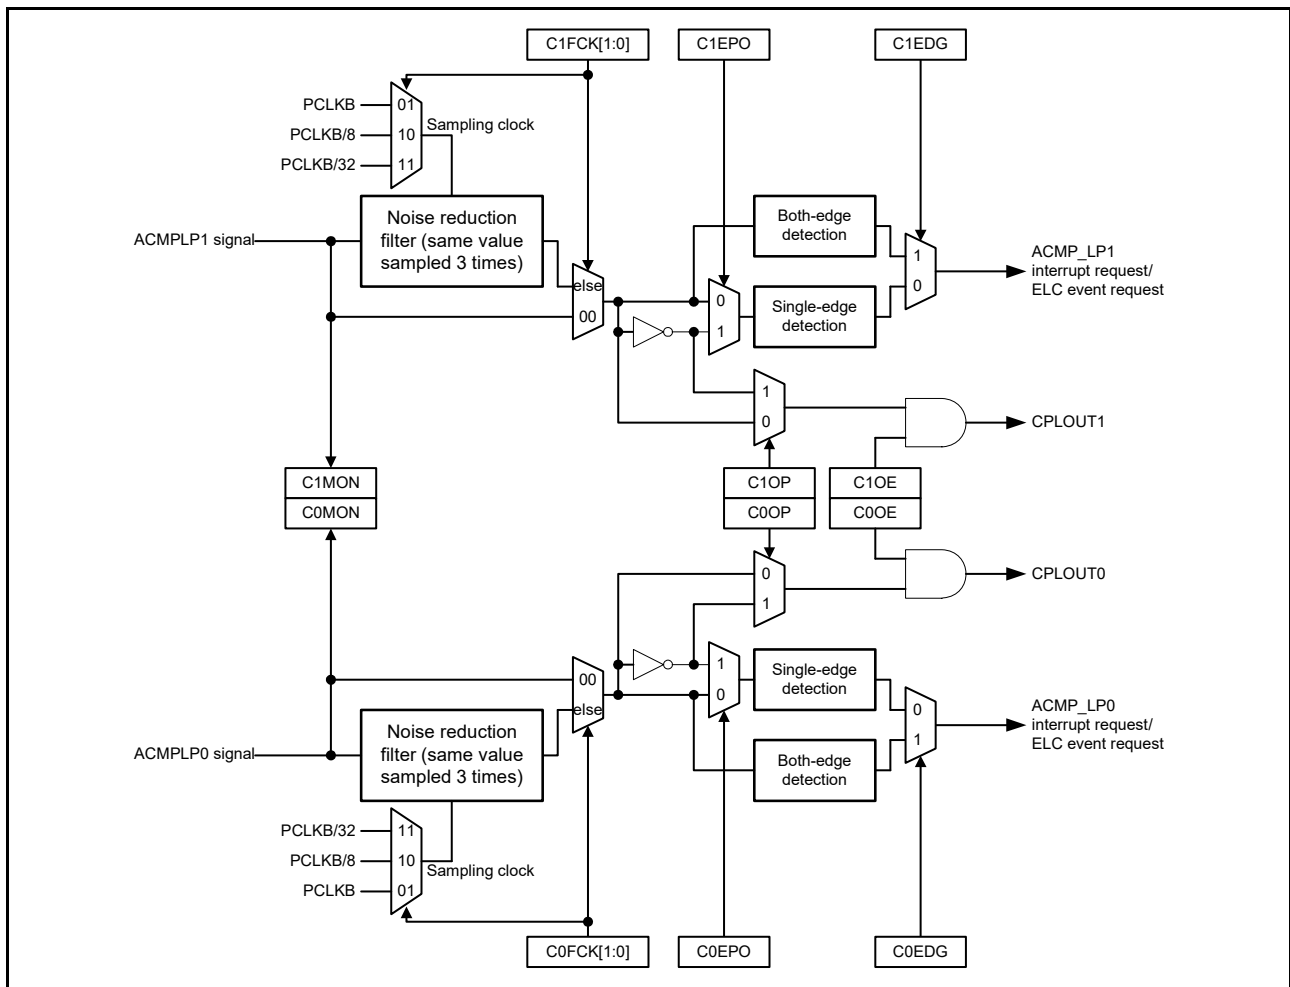 C1FCK[1:0]
C1EPO
C1EDG
PCLKB
01
PCLKB/8
10
Sampling clock
PCLKB/32
11
ACMPLP1 signal
Noise reduction
filter (same value
sampled 3 times)
else
00
0
1
Both-edge
detection
Single-edge
detection
1
0
ACMP_LP1
interrupt request/
ELC event request
1
0
CPLOUT1
C1MON
C0MON
C1OP
C0OP
C1OE
C0OE
0
1
CPLOUT0
00
else
1
0
Single-edge
detection
Both-edge
detection
0
1
ACMP_LP0
interrupt request/
ELC event request
ACMPLP0 signal
Noise reduction
filter (same value
sampled 3 times)
PCLKB/32
11
PCLKB/8
10
Sampling clock
PCLKB
01
C0FCK[1:0]
C0EPO
C0EDG